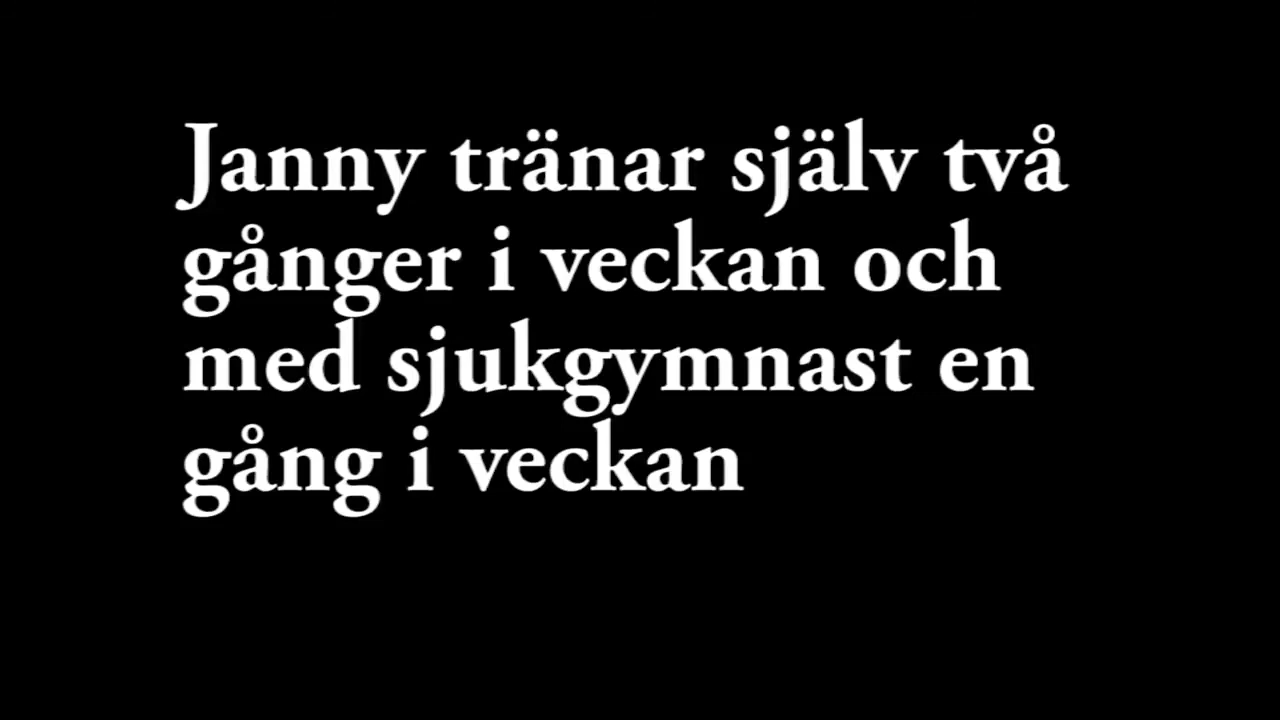 Janny tränar själv två
gånger i veckan och
med sjukgymnast en
gång i veckan